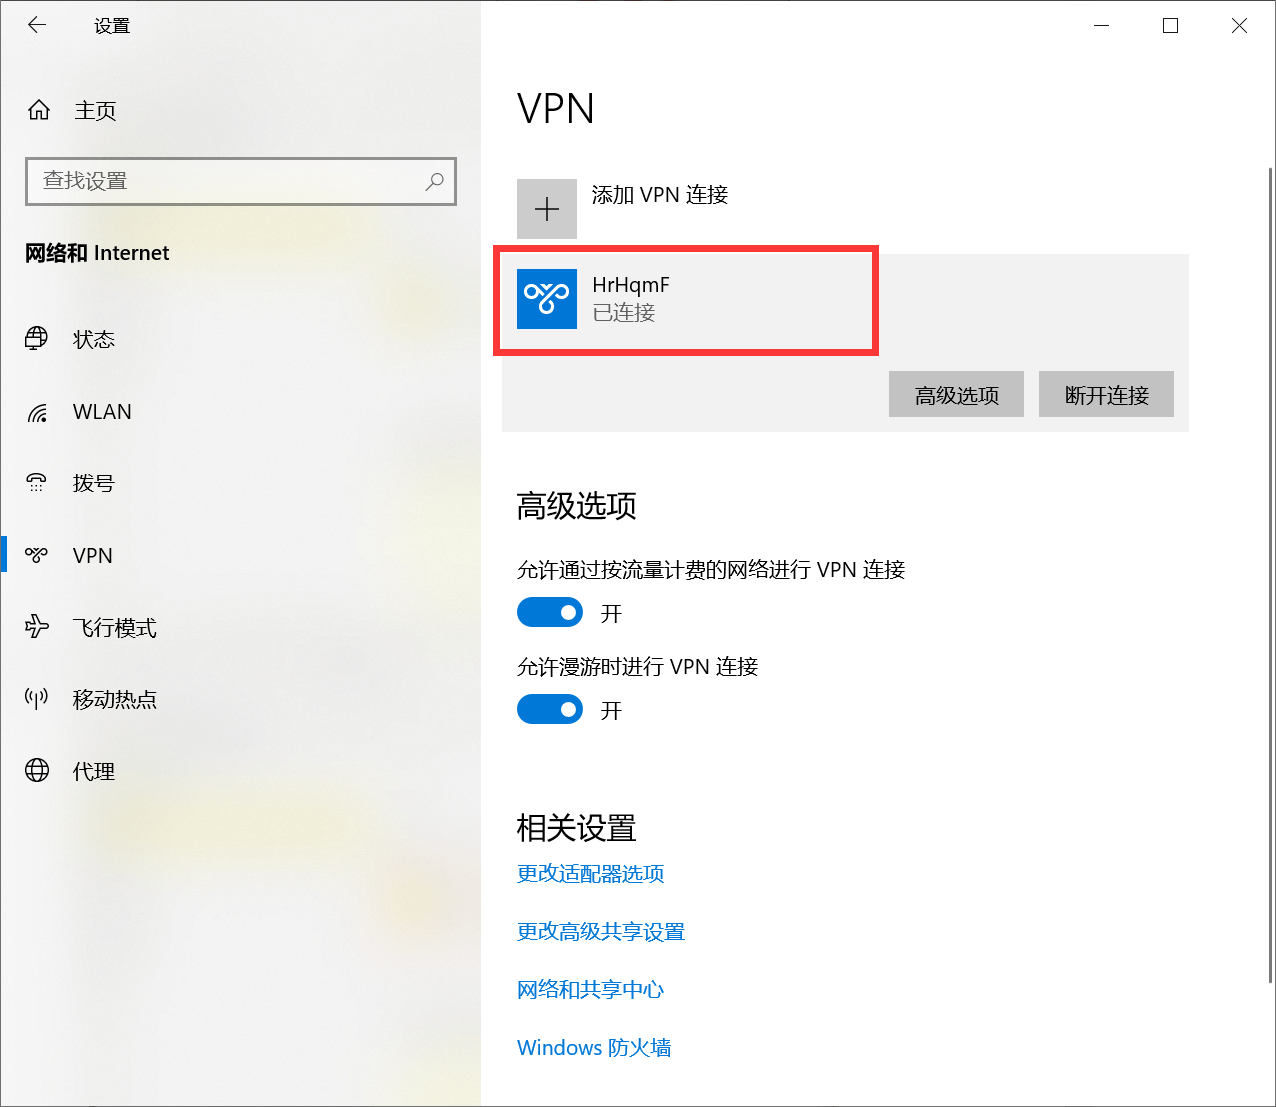 设置
主页
查找设置
网络和 Internet
状态
WLAN
拨号
VPN
飞行模式
移动热点
代理
VPN
添加 VPN 连接
HrHqmF
已连接
高级选项 断开连接
高级选项
允许通过按流量计费的网络进行 VPN 连接
开
允许漫游时进行 VPN 连接
开
相关设置
更改适配器选项
更改高级共享设置
网络和共享中心
Windows 防火墙